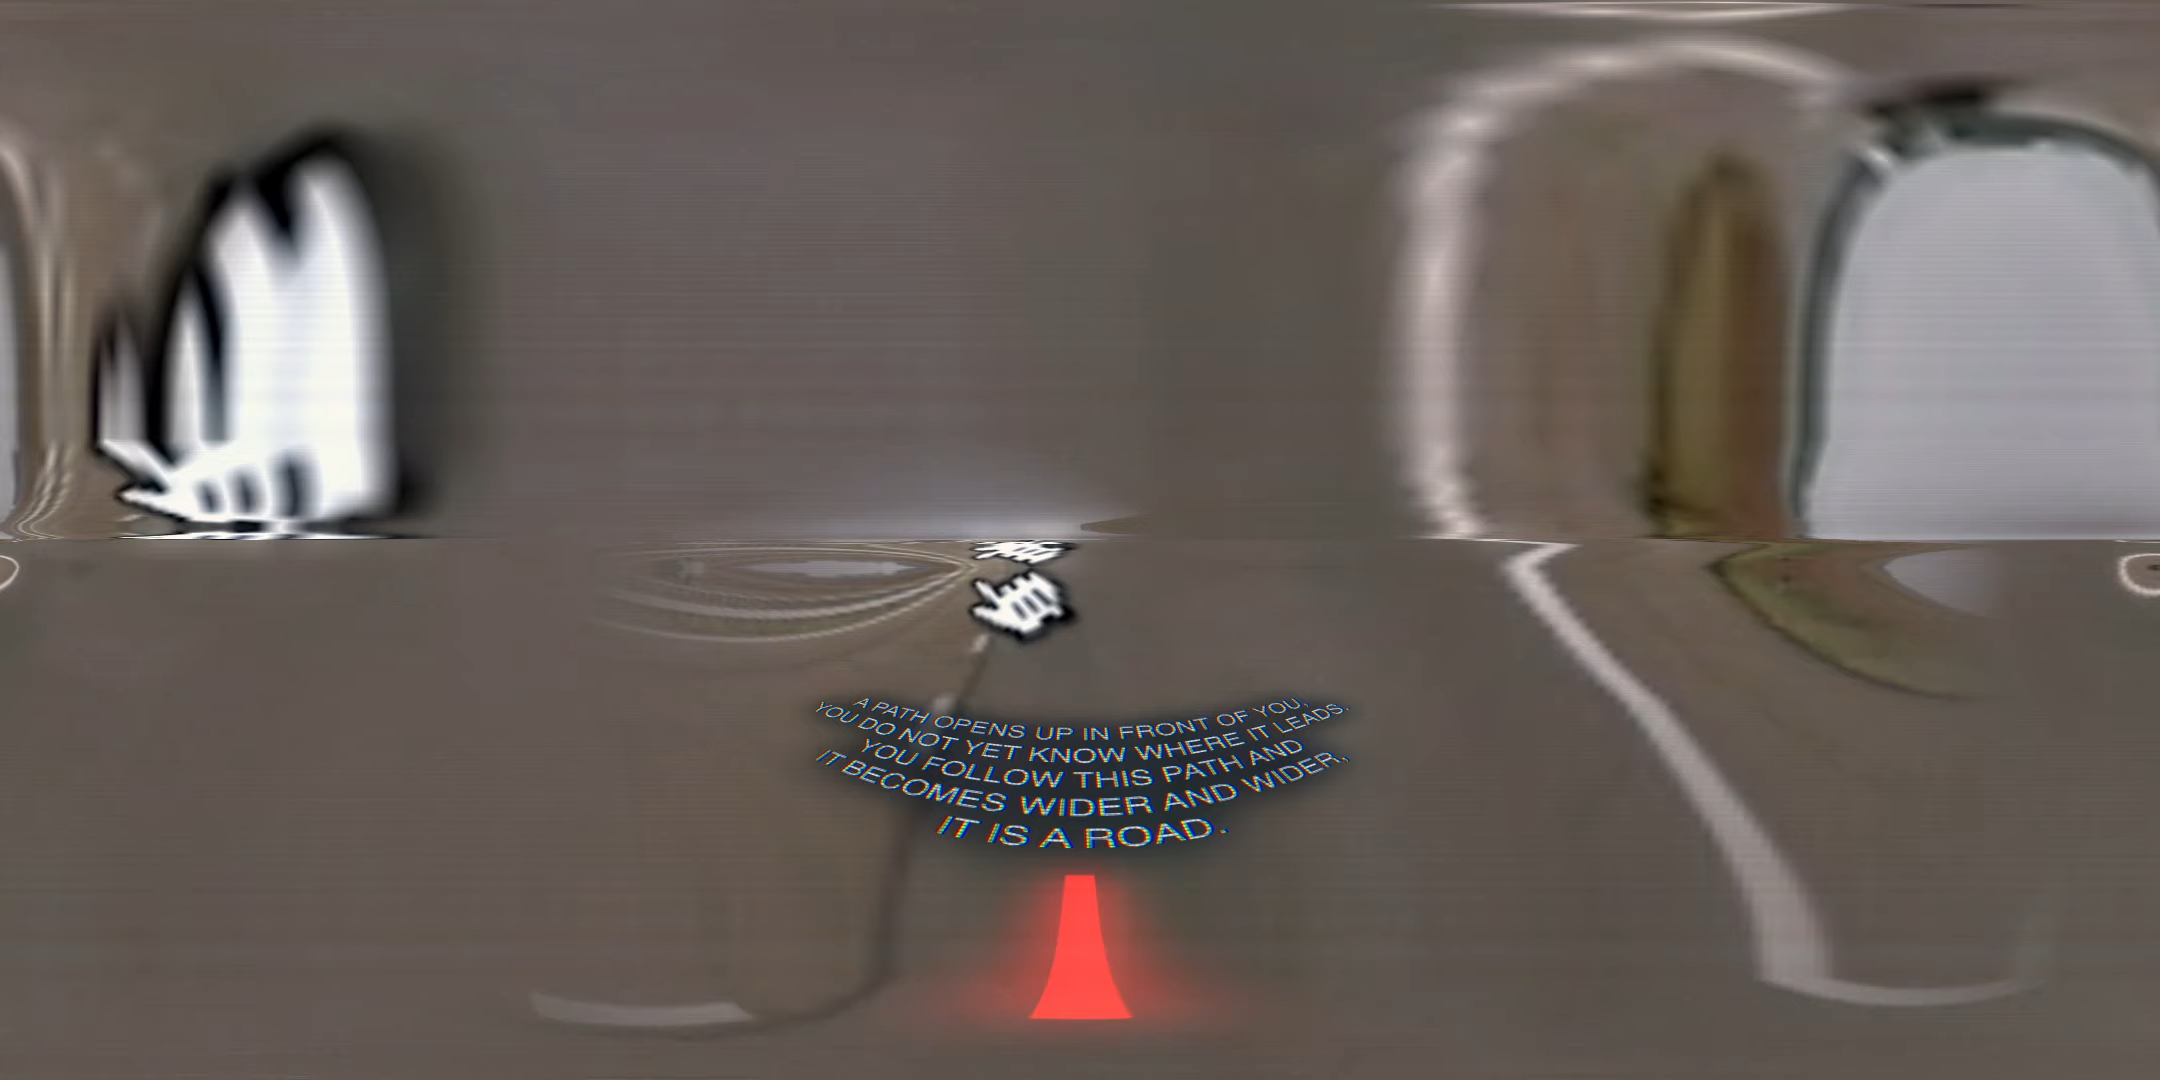 A PATH OPENS UP IN FRONT OF YOU,
YOU DO NOT YET KNOW WHERE IT LEADS.
YOU FOLLOW THIS PATH AND
IT BECOMES WIDER AND WIDER,
IT IS A ROAD.